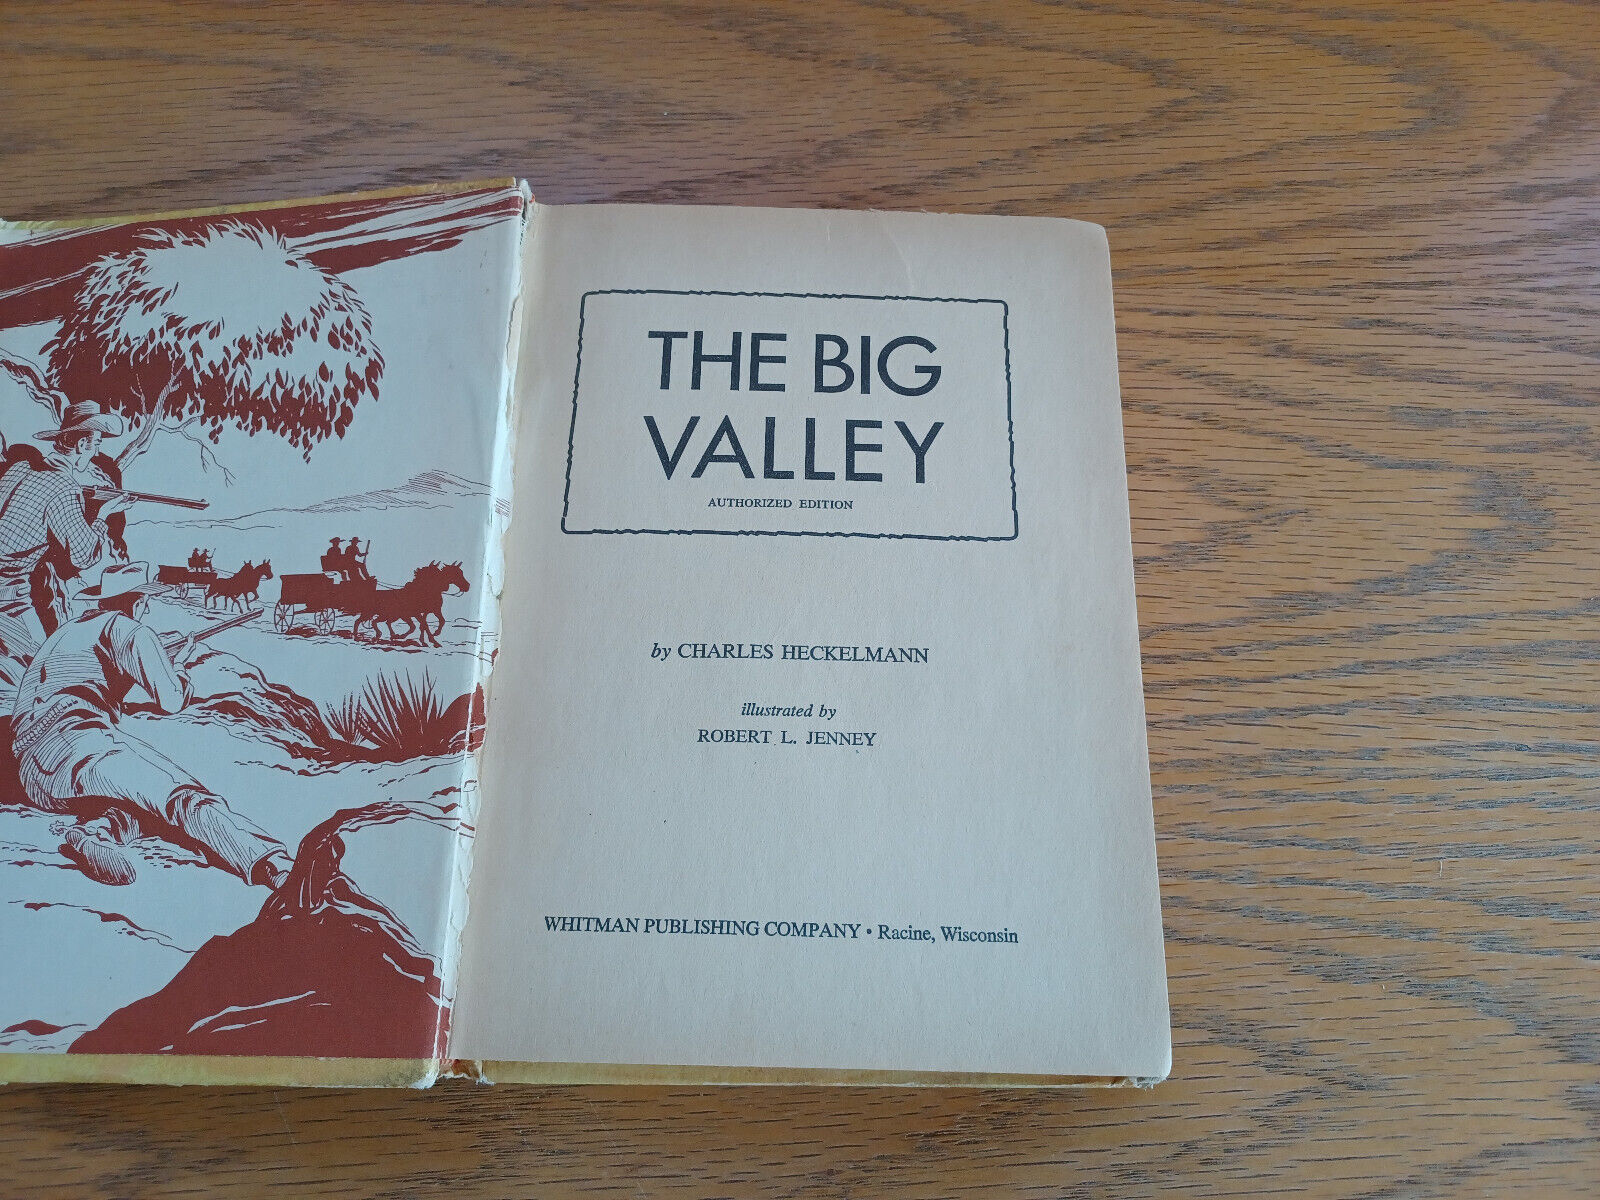 THE BIG
VALLEY
AUTHORIZED EDITION
by CHARLES HECKELMANN
illustrated by
ROBERT L. JENNEY
WHITMAN PUBLISHING COMPANY • Racine, Wisconsin